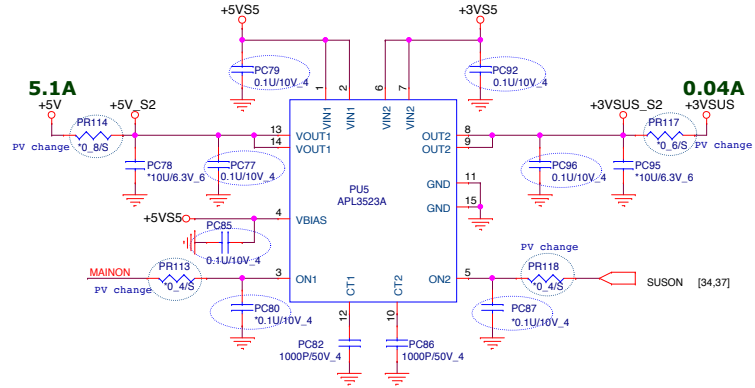 +5VS5
+3VS5
PC79
0.1U/10V_4
PC92
0.1U/10V_4
1
2
6
7
VIN1
VIN1
VIN2
VIN2
5.1A
0.04A
+5V
+5V_S2
+3VSUS_S2
+3VSUS
PR114
*0_8/S
PV change
PR117
*0_6/S
PV change
13
14
VOUT1
VOUT1
OUT2
OUT2
8
9
PC78
*10U/6.3V_6
PC77
0.1U/10V_4
PC96
0.1U/10V_4
PC95
*10U/6.3V_6
PU5
APL3523A
GND
11
GND
15
+5VS5
4
VBIAS
PC85
0.1U/10V_4
PV change
MAINON
PR113
*0_4/S
PV change
3
ON1
ON2
5
PR118
*0_4/S
SUSON [34,37]
PC80
*0.1U/10V_4
PC87
*0.1U/10V_4
CT1
CT2
12
10
PC82
1000P/50V_4
PC86
1000P/50V_4